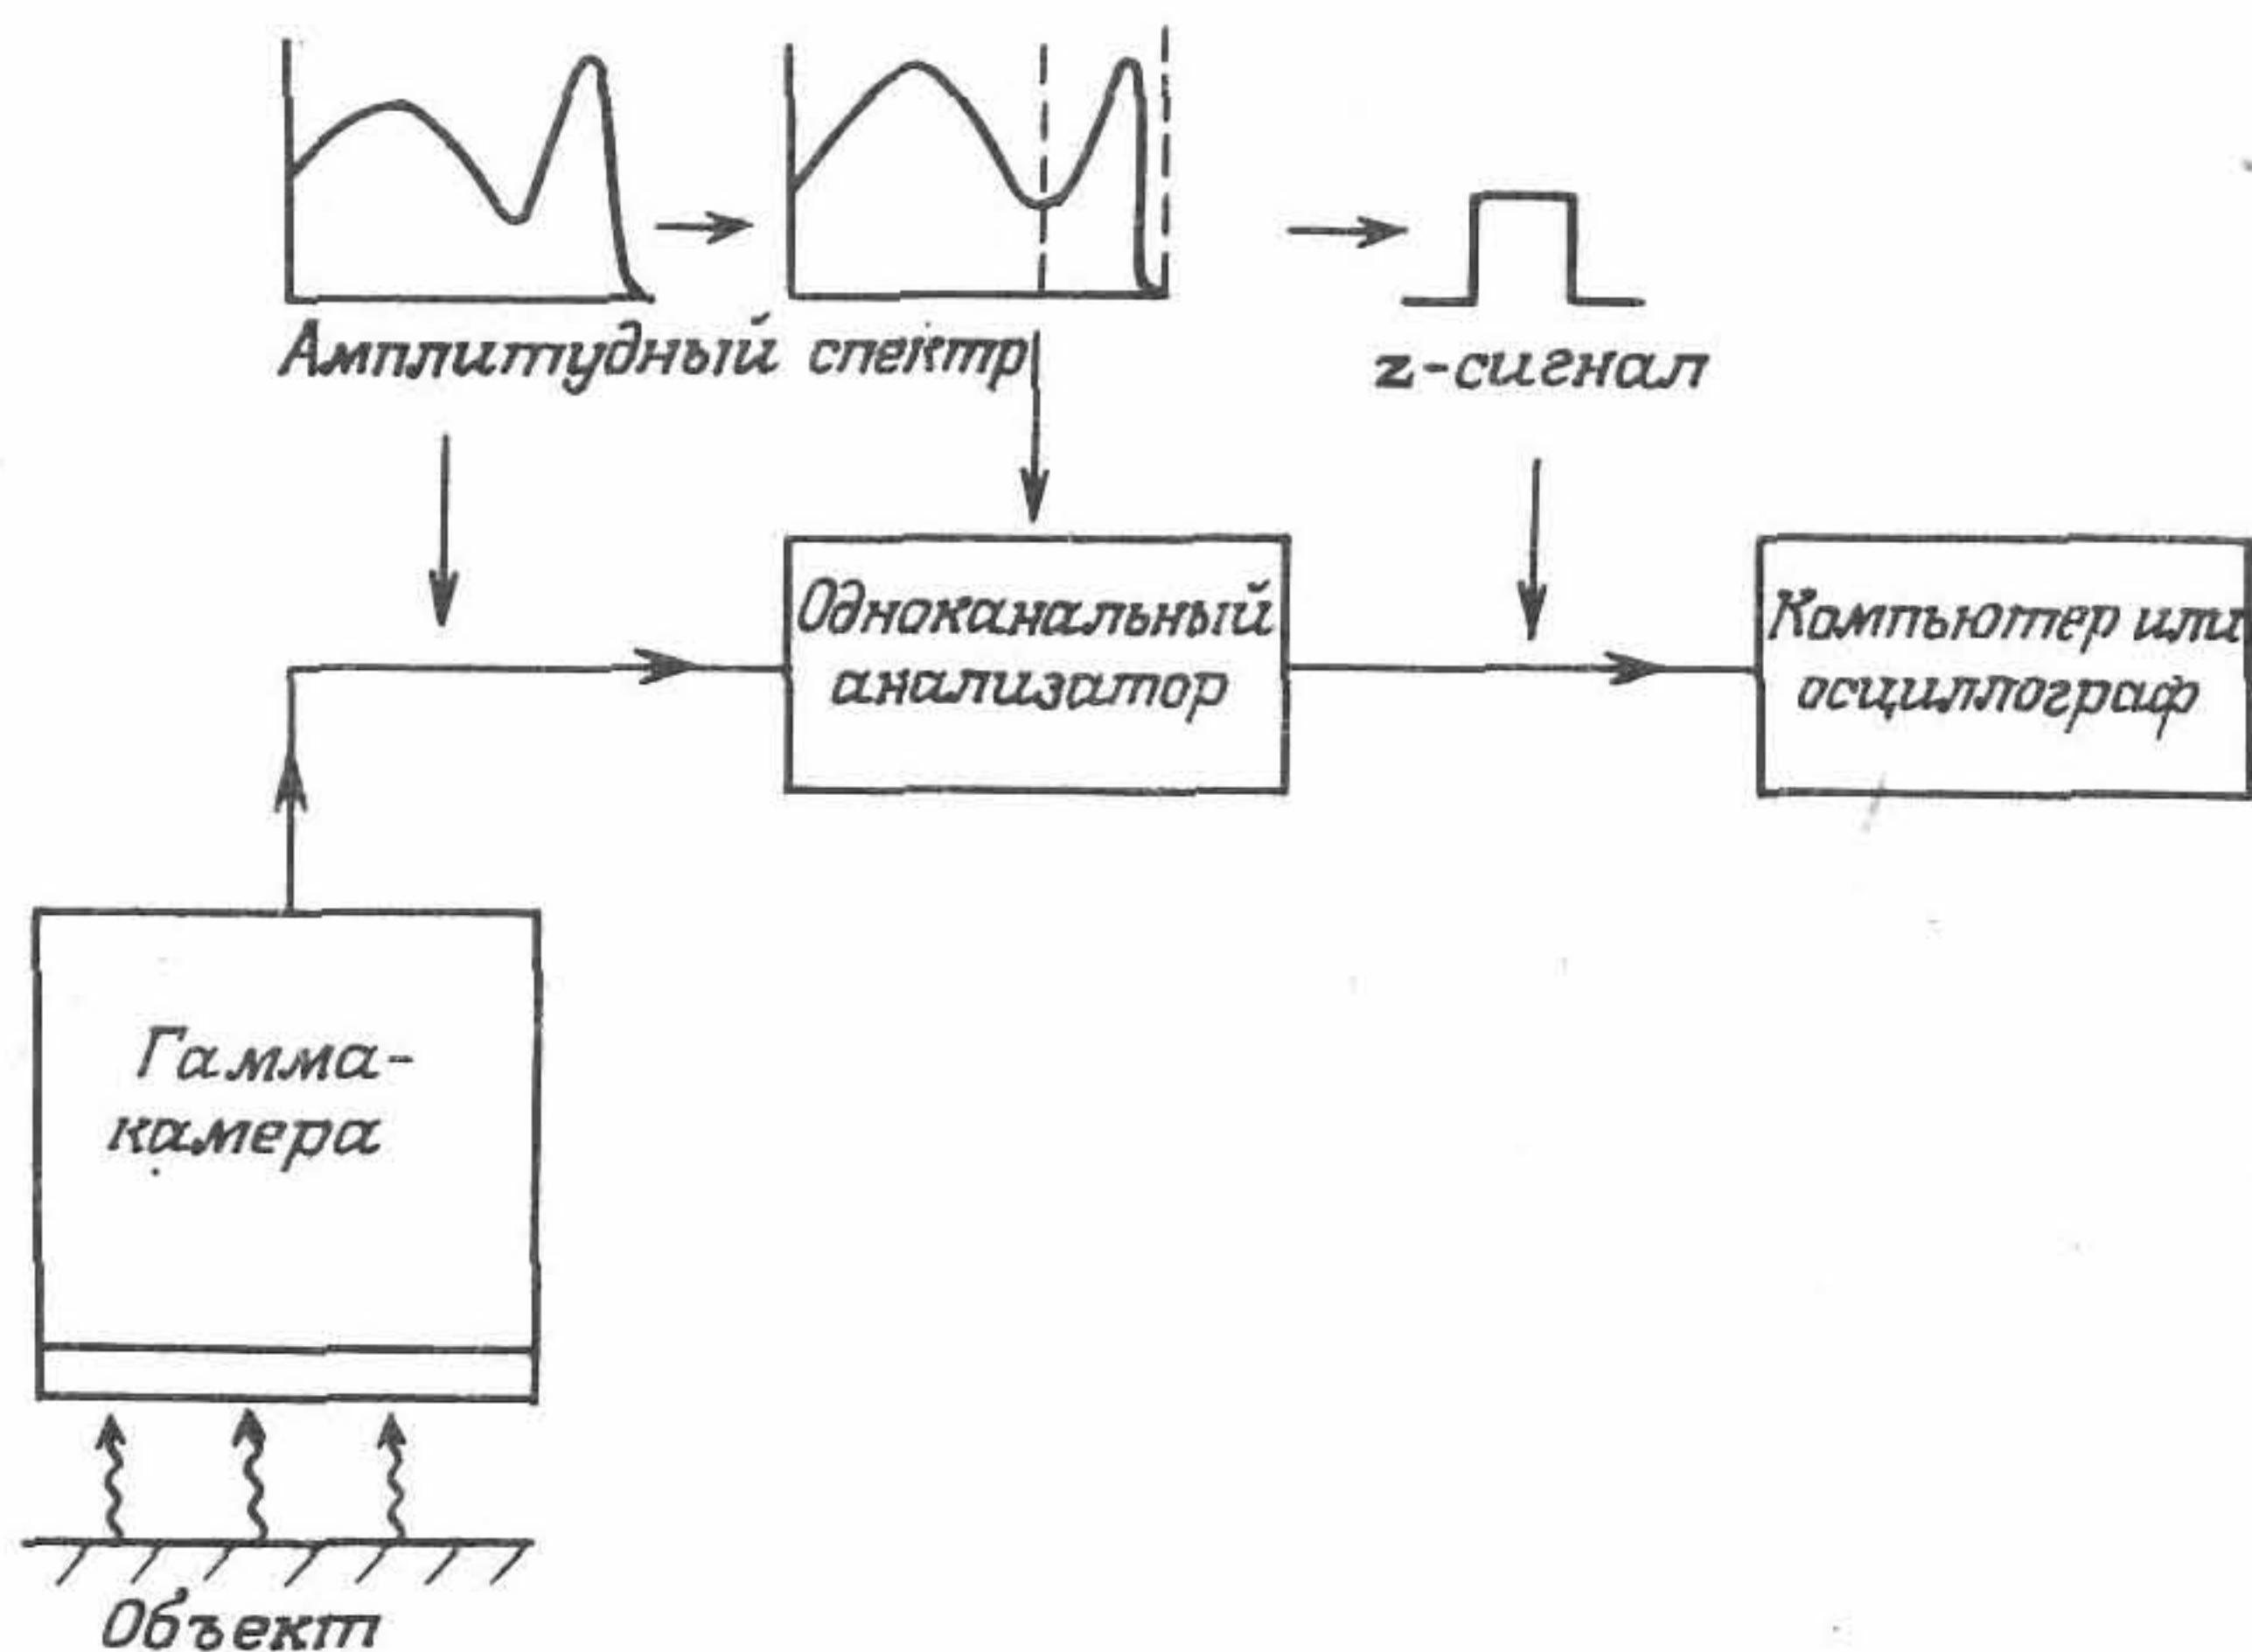 Амплитудный спектр
z-сигнал
Одноканальный
анализатор
Компьютер или
осциллограф
Гамма-
камера
Объект